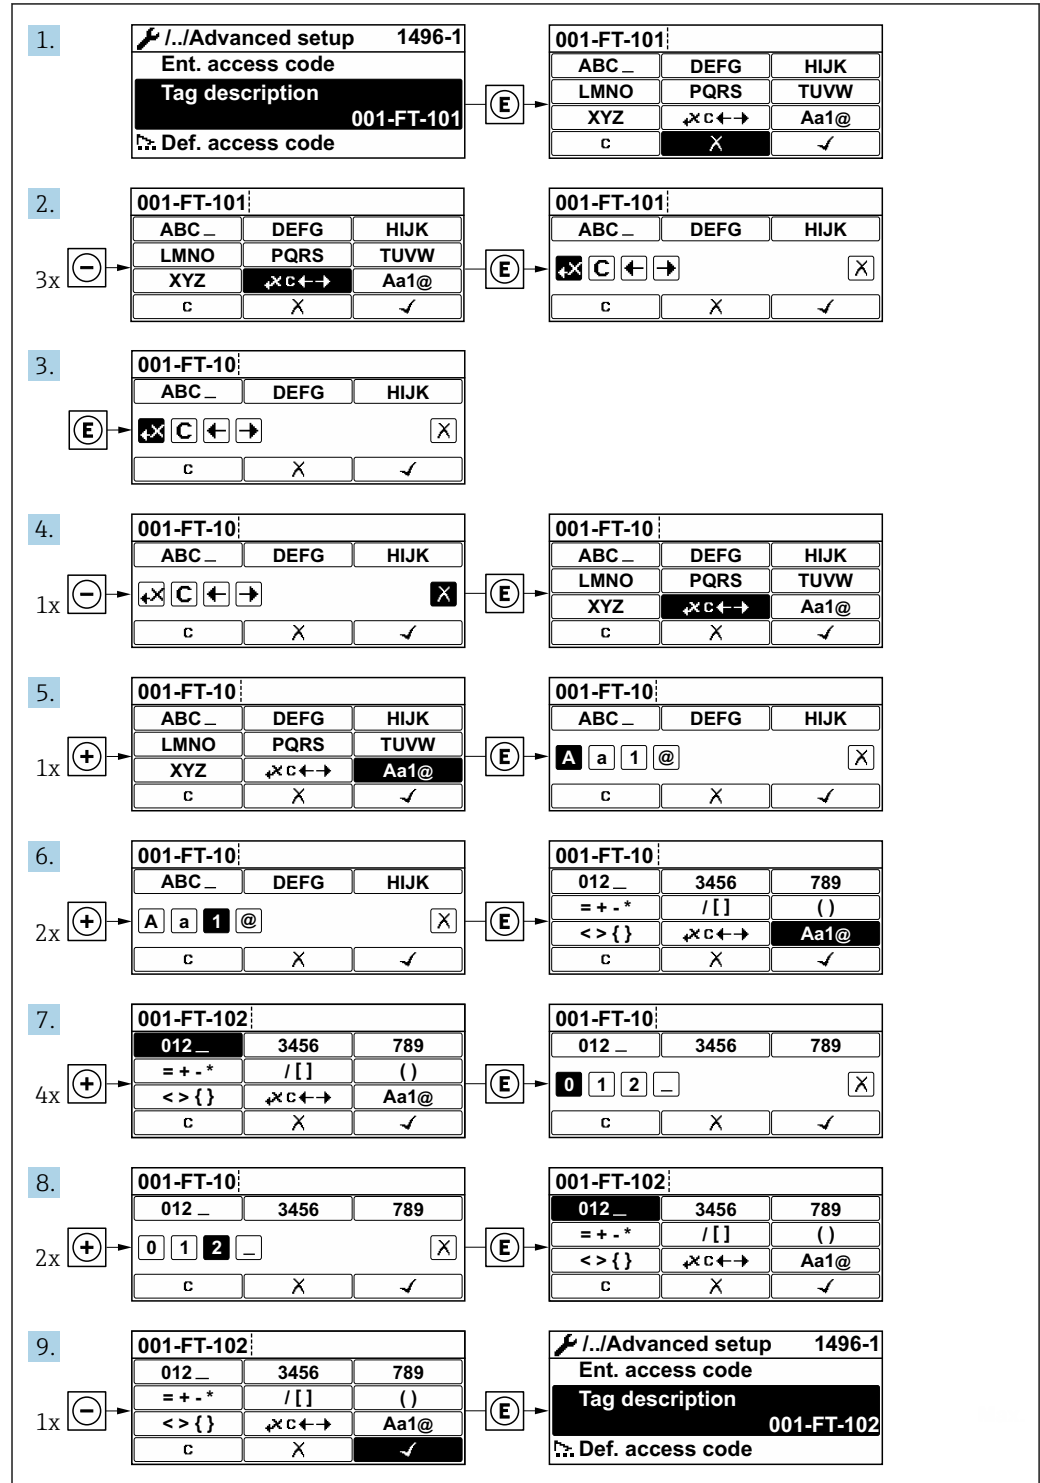 1.
/../Advanced setup 1496-1
Ent. access code
Tag description
001-FT-101
Def. access code
E
001-FT-101
ABC_ DEFG HIJK
LMNO PQRS TUVW
XYZ C←→ Aa1@
C X ✓
2.
3x −
001-FT-101
ABC_ DEFG HIJK
LMNO PQRS TUVW
XYZ C←→ Aa1@
C X ✓
E
001-FT-101
ABC_ DEFG HIJK
C ← → X
C X ✓
3.
E
001-FT-10
ABC_ DEFG HIJK
C ← → X
C X ✓
4.
1x −
001-FT-10
ABC_ DEFG HIJK
C ← → X
C X ✓
E
001-FT-10
ABC_ DEFG HIJK
LMNO PQRS TUVW
XYZ C←→ Aa1@
C X ✓
5.
1x +
001-FT-10
ABC_ DEFG HIJK
LMNO PQRS TUVW
XYZ C←→ Aa1@
C X ✓
E
001-FT-10
ABC_ DEFG HIJK
A a 1 @ X
C X ✓
6.
2x +
001-FT-10
ABC_ DEFG HIJK
A a 1 @ X
C X ✓
E
001-FT-10
012_ 3456 789
= + - * / [ ] ( )
< > { } C←→ Aa1@
C X ✓
7.
4x +
001-FT-102
012_ 3456 789
= + - * / [ ] ( )
< > { } C←→ Aa1@
C X ✓
E
001-FT-10
012_ 3456 789
0 1 2 _ X
C X ✓
8.
2x +
001-FT-10
012_ 3456 789
0 1 2 _ X
C X ✓
E
001-FT-102
012_ 3456 789
= + - * / [ ] ( )
< > { } C←→ Aa1@
C X ✓
9.
1x −
001-FT-102
012_ 3456 789
= + - * / [ ] ( )
< > { } C←→ Aa1@
C X ✓
E
/../Advanced setup 1496-1
Ent. access code
Tag description
001-FT-102
Def. access code